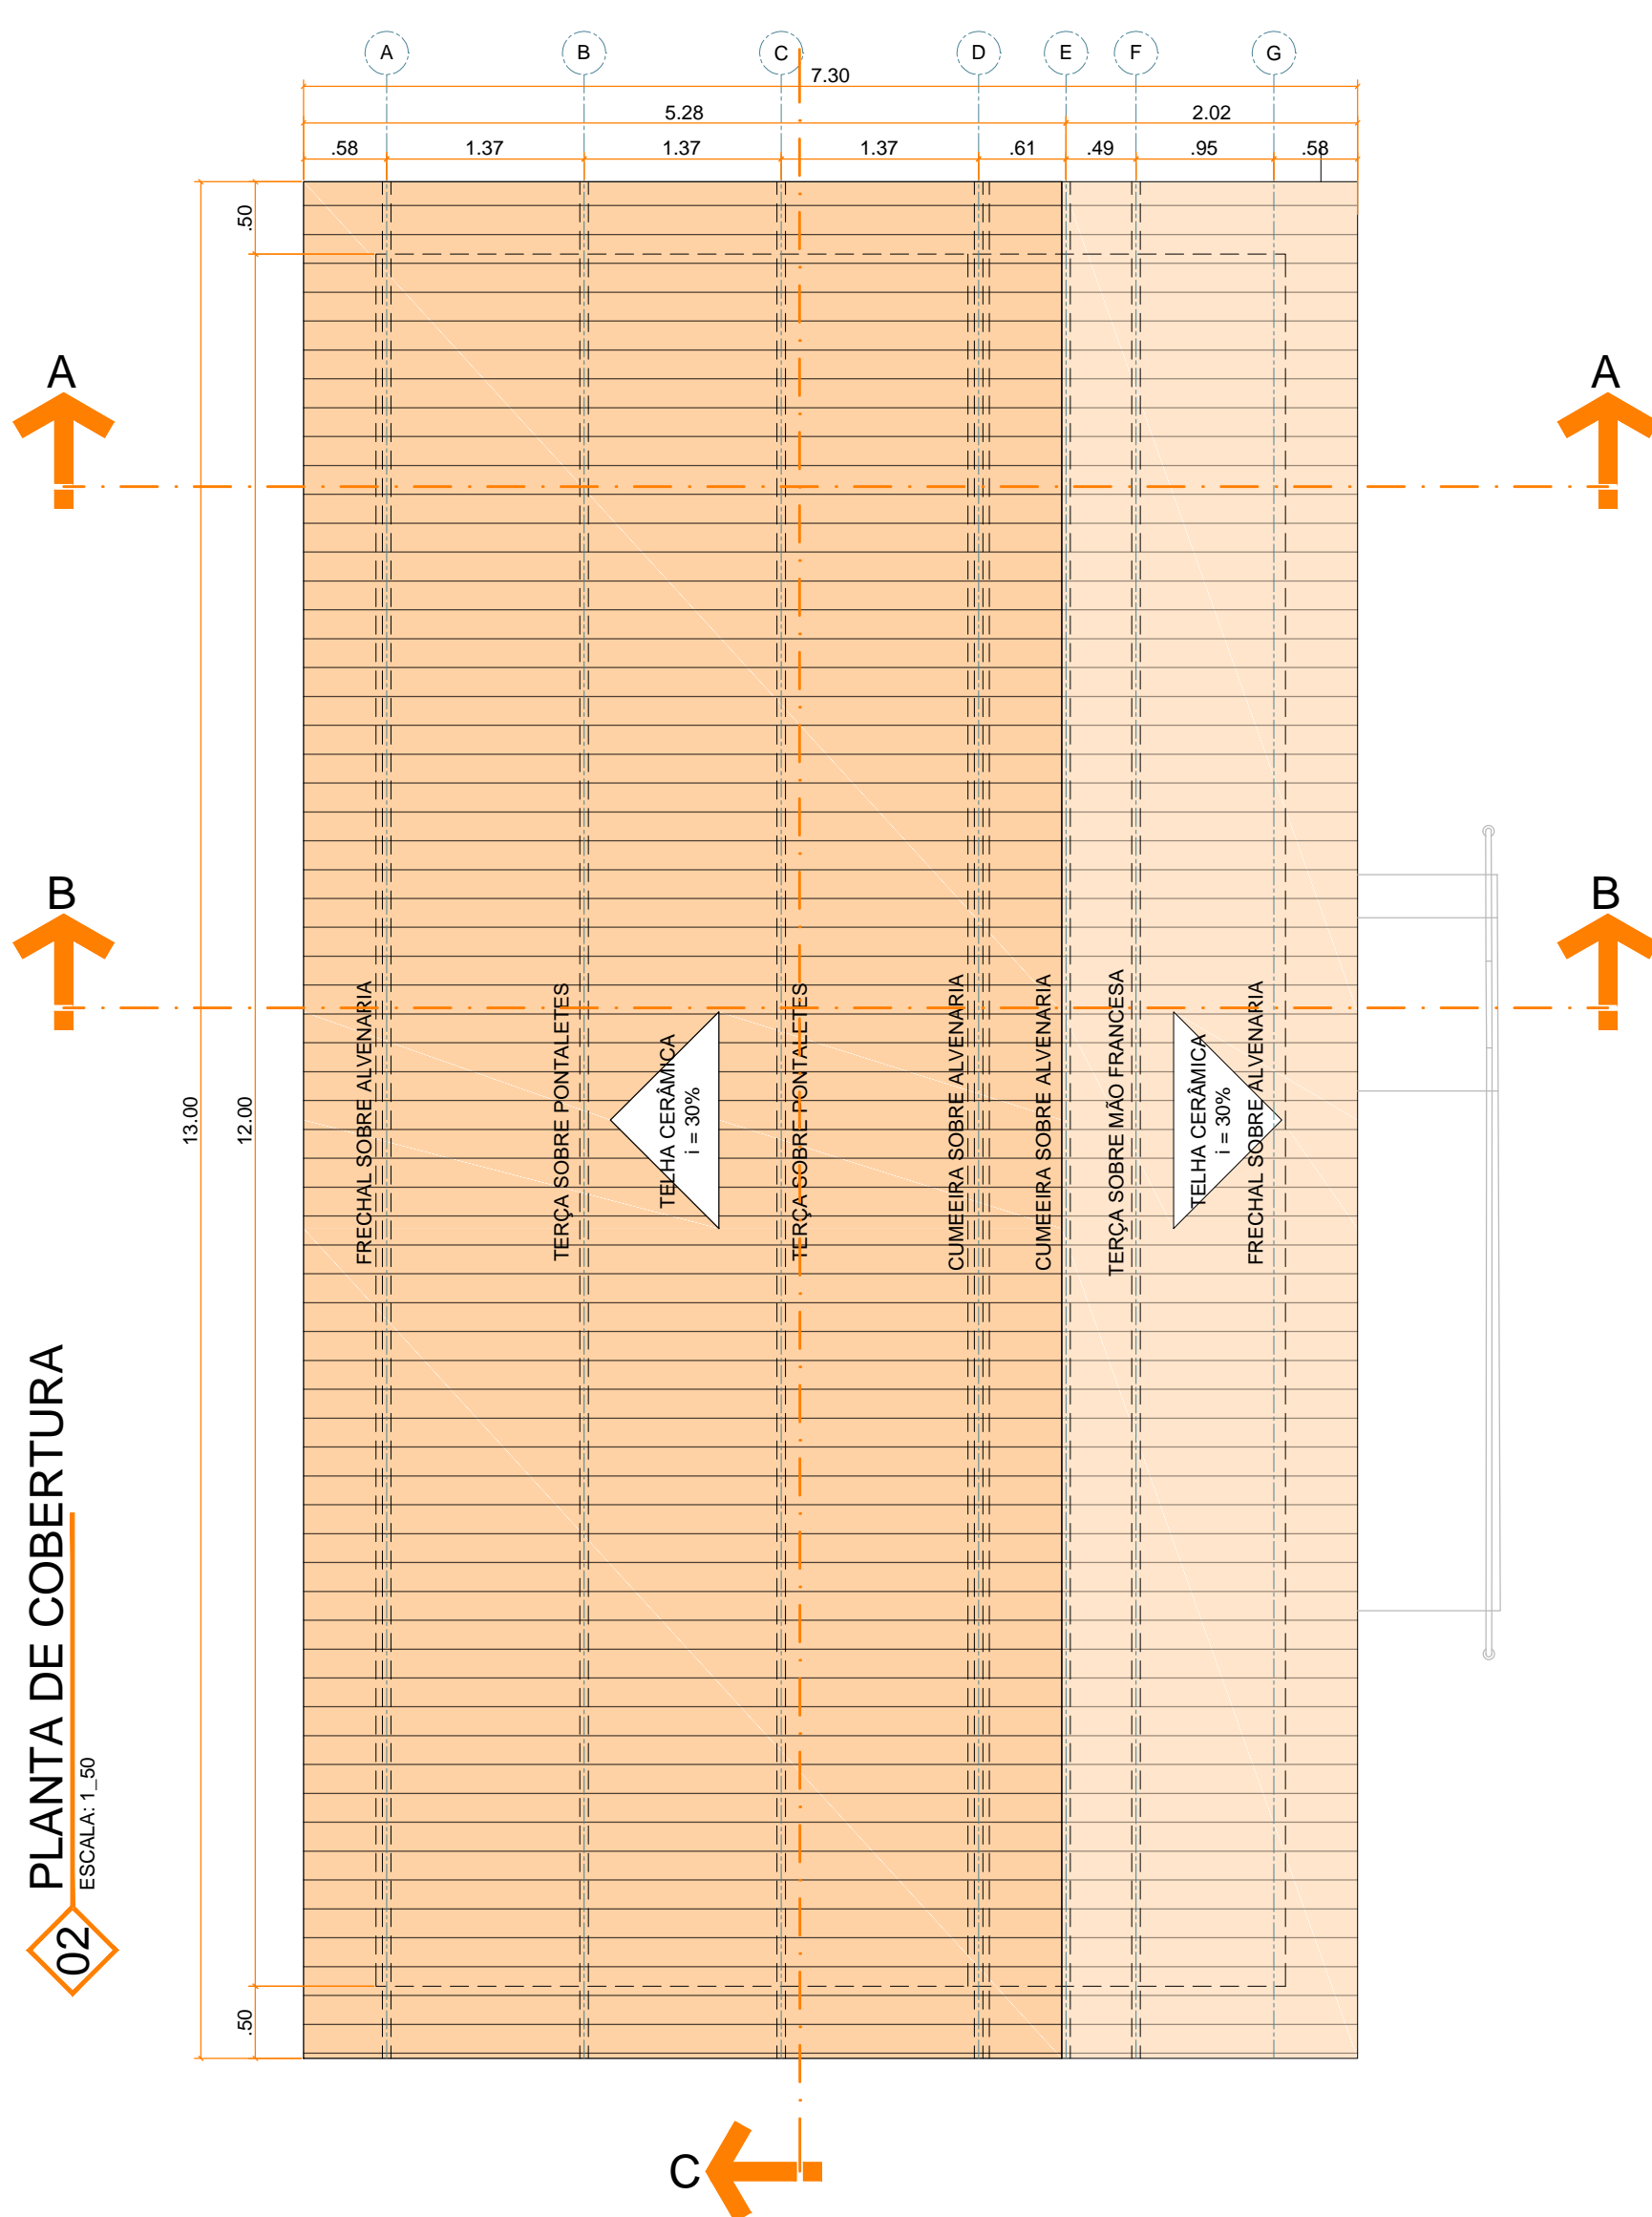 A
B
C
D
E
F
G
7.30
5.28
2.02
.58
1.37
1.37
1.37
.61
.49
.95
.58
.50
A
A
B
B
13.00
12.00
FRECHAL SOBRE ALVENARIA
TERÇA SOBRE PONTALETES
TELHA CERÂMICA
i = 30%
TERÇA SOBRE PONTALETES
CUMEEIRA SOBRE ALVENARIA
CUMEEIRA SOBRE ALVENARIA
TERÇA SOBRE MÃO FRANCESA
TELHA CERÂMICA
i = 30%
FRECHAL SOBRE ALVENARIA
.50
02
PLANTA DE COBERTURA
ESCALA: 1_50
C